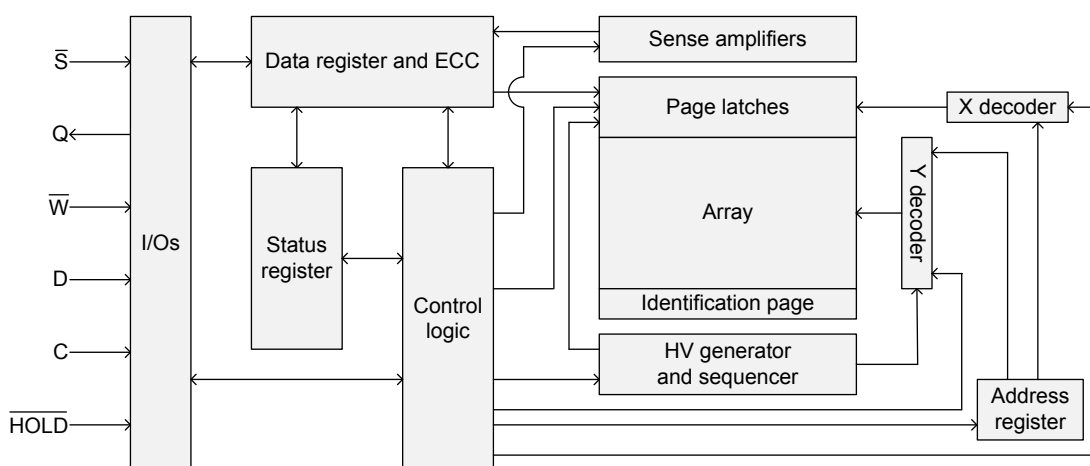 S̅
Q
W̅
D
C
H̅O̅L̅D̅
I/Os
Data register and ECC
Status
register
Control
logic
Sense amplifiers
Page latches
Array
Identification page
HV generator
and sequencer
X decoder
Y decoder
Address
register